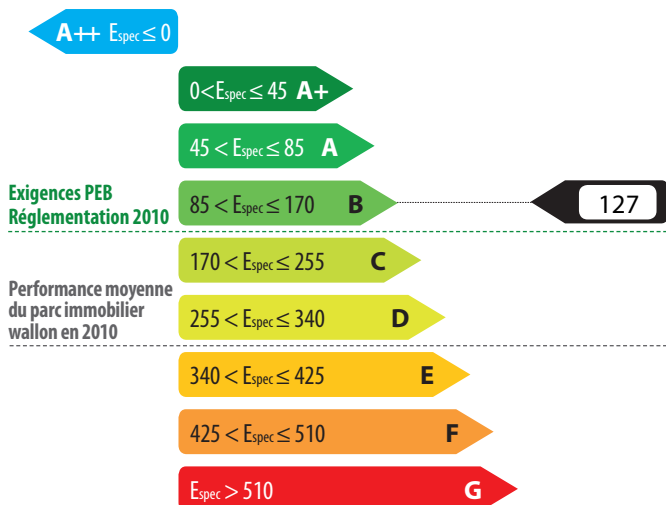 A++ Espec ≤ 0
0<Espec ≤ 45 A+
45 < Espec ≤ 85 A
Exigences PEB
Réglementation 2010
85 < Espec ≤ 170 B
127
170 < Espec ≤ 255 C
Performance moyenne
du parc immobilier
wallon en 2010
255 < Espec ≤ 340 D
340 < Espec ≤ 425 E
425 < Espec ≤ 510 F
Espec > 510 G